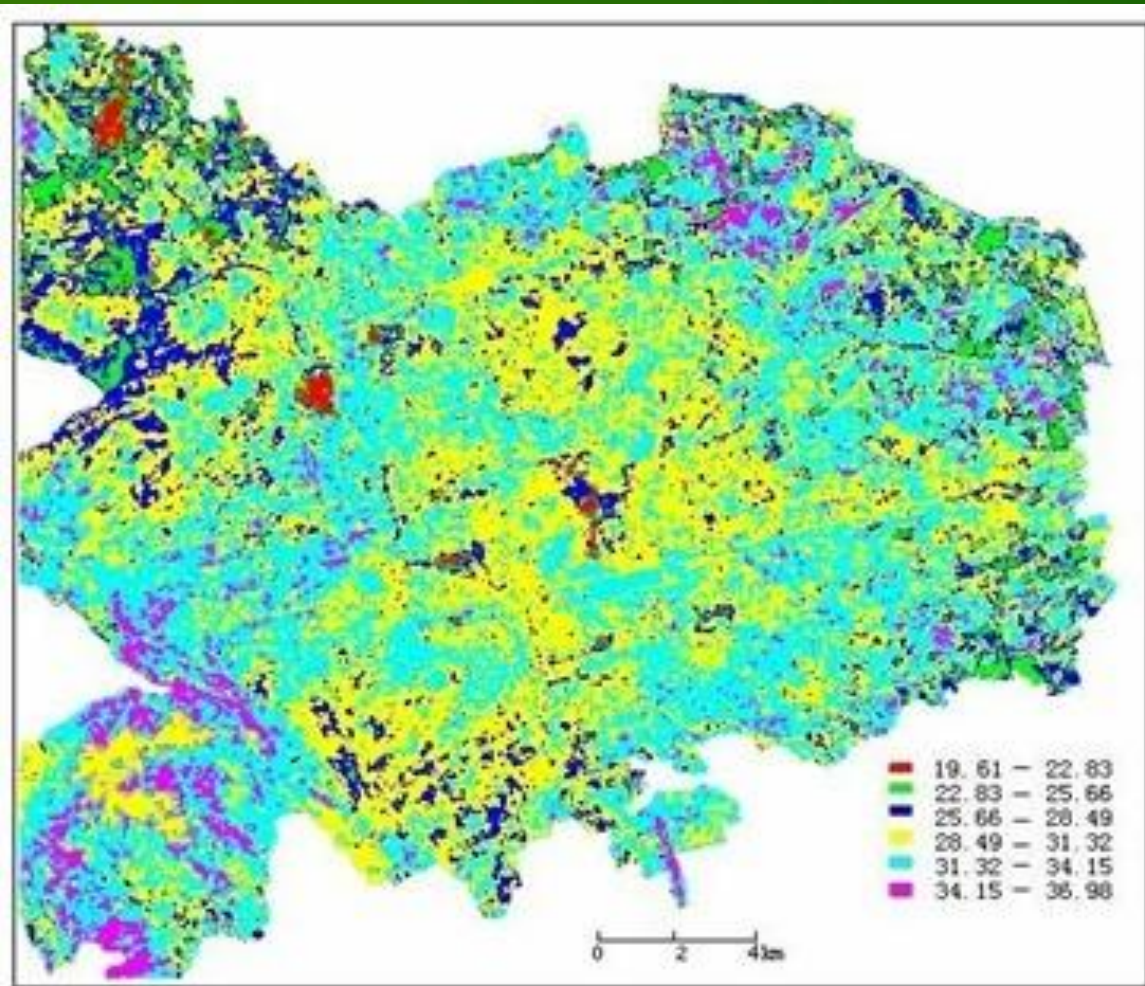 19.61 — 22.83
22.83 — 25.66
25.66 — 28.49
28.49 — 31.32
31.32 — 34.15
34.15 — 36.98
0 2 4km